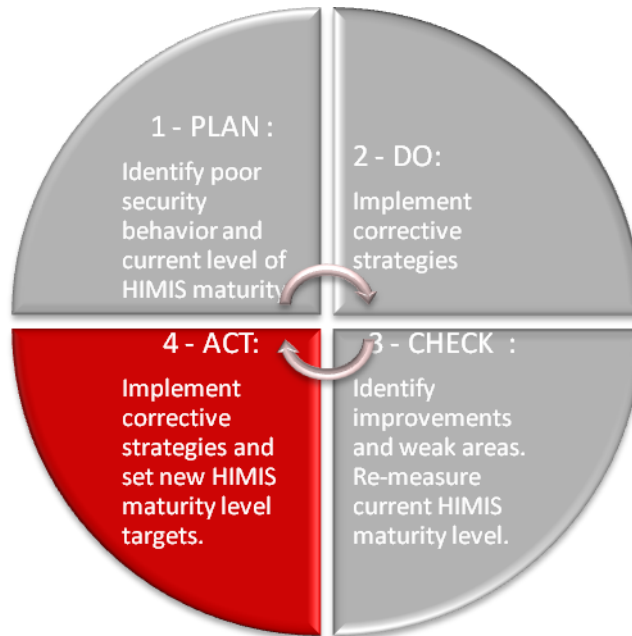 1 - PLAN :
Identify poor
security
behavior and
current level of
HIMIS maturity
2 - DO:
Implement
corrective
strategies
4 - ACT:
Implement
corrective
strategies and
set new HIMIS
maturity level
targets.
3 - CHECK :
Identify
improvements
and weak areas.
Re-measure
current HIMIS
maturity level.